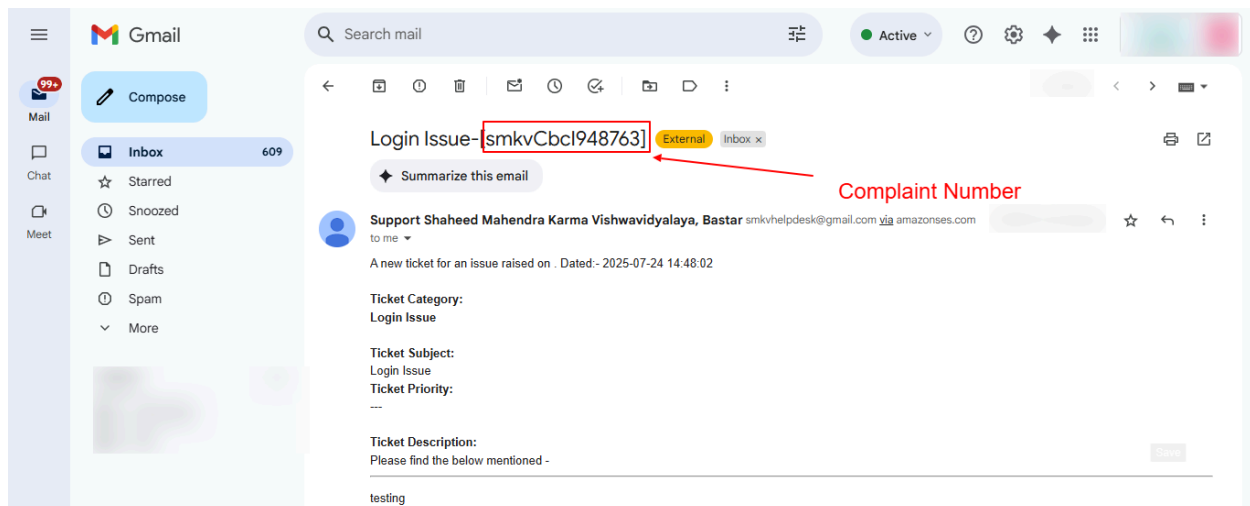 Gmail
Search mail
Active
99+
Mail
Compose
Login Issue-[smkvCbcI948763]
External
Inbox x
Inbox
609
Chat
Starred
Summarize this email
Complaint Number
Snoozed
Support Shaheed Mahendra Karma Vishwavidyalaya, Bastar smkvhelpdesk@gmail.com via amazonses.com
Meet
Sent
to me
Drafts
A new ticket for an issue raised on . Dated:- 2025-07-24 14:48:02
Spam
Ticket Category:
Login Issue
More
Ticket Subject:
Login Issue
Ticket Priority:
---
Ticket Description:
Please find the below mentioned -
Save
testing